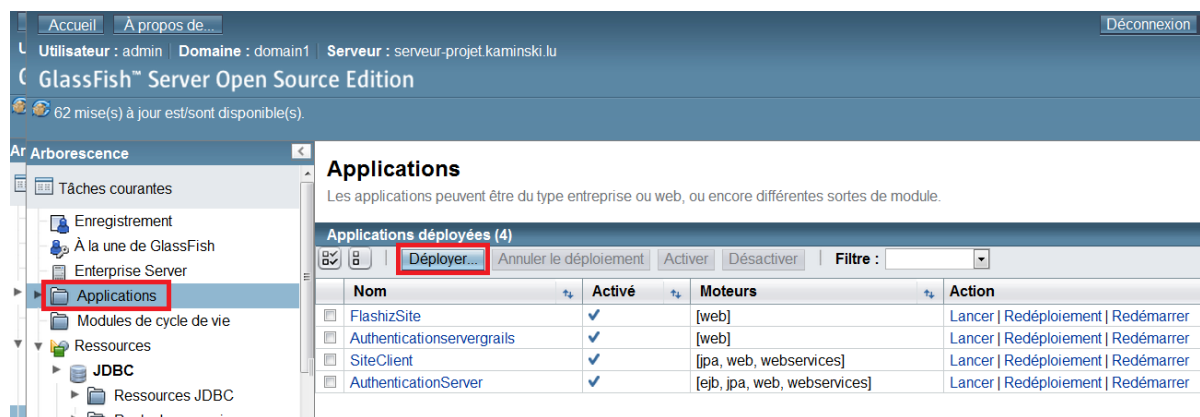 Accueil À propos de... Déconnexion
Utilisateur : admin Domaine : domain1 Serveur : serveur-projet.kaminski.lu
GlassFish™ Server Open Source Edition
62 mise(s) à jour est/sont disponible(s).
Arborescence
Tâches courantes
Enregistrement
À la une de GlassFish
Enterprise Server
Applications
Modules de cycle de vie
Ressources
JDBC
Ressources JDBC
Applications
Les applications peuvent être du type entreprise ou web, ou encore différentes sortes de module.
Applications déployées (4)
Déployer... Annuler le déploiement Activer Désactiver Filtre :
Nom Activé Moteurs Action
FlashizSite [web] Lancer | Redéploiement | Redémarrer
Authenticationservergrails [web] Lancer | Redéploiement | Redémarrer
SiteClient [jpa, web, webservices] Lancer | Redéploiement | Redémarrer
AuthenticationServer [ejb, jpa, web, webservices] Lancer | Redéploiement | Redémarrer